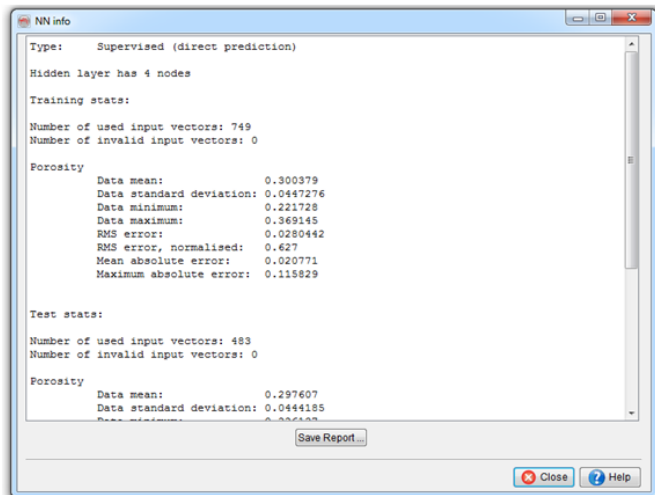 NN info
Type: Supervised (direct prediction)
Hidden layer has 4 nodes
Training stats:
Number of used input vectors: 749
Number of invalid input vectors: 0
Porosity
Data mean: 0.300379
Data standard deviation: 0.0447276
Data minimum: 0.221728
Data maximum: 0.369145
RMS error: 0.0280442
RMS error, normalised: 0.627
Mean absolute error: 0.020771
Maximum absolute error: 0.115829
Test stats:
Number of used input vectors: 483
Number of invalid input vectors: 0
Porosity
Data mean: 0.297607
Data standard deviation: 0.0444185
Save Report ...
Close Help